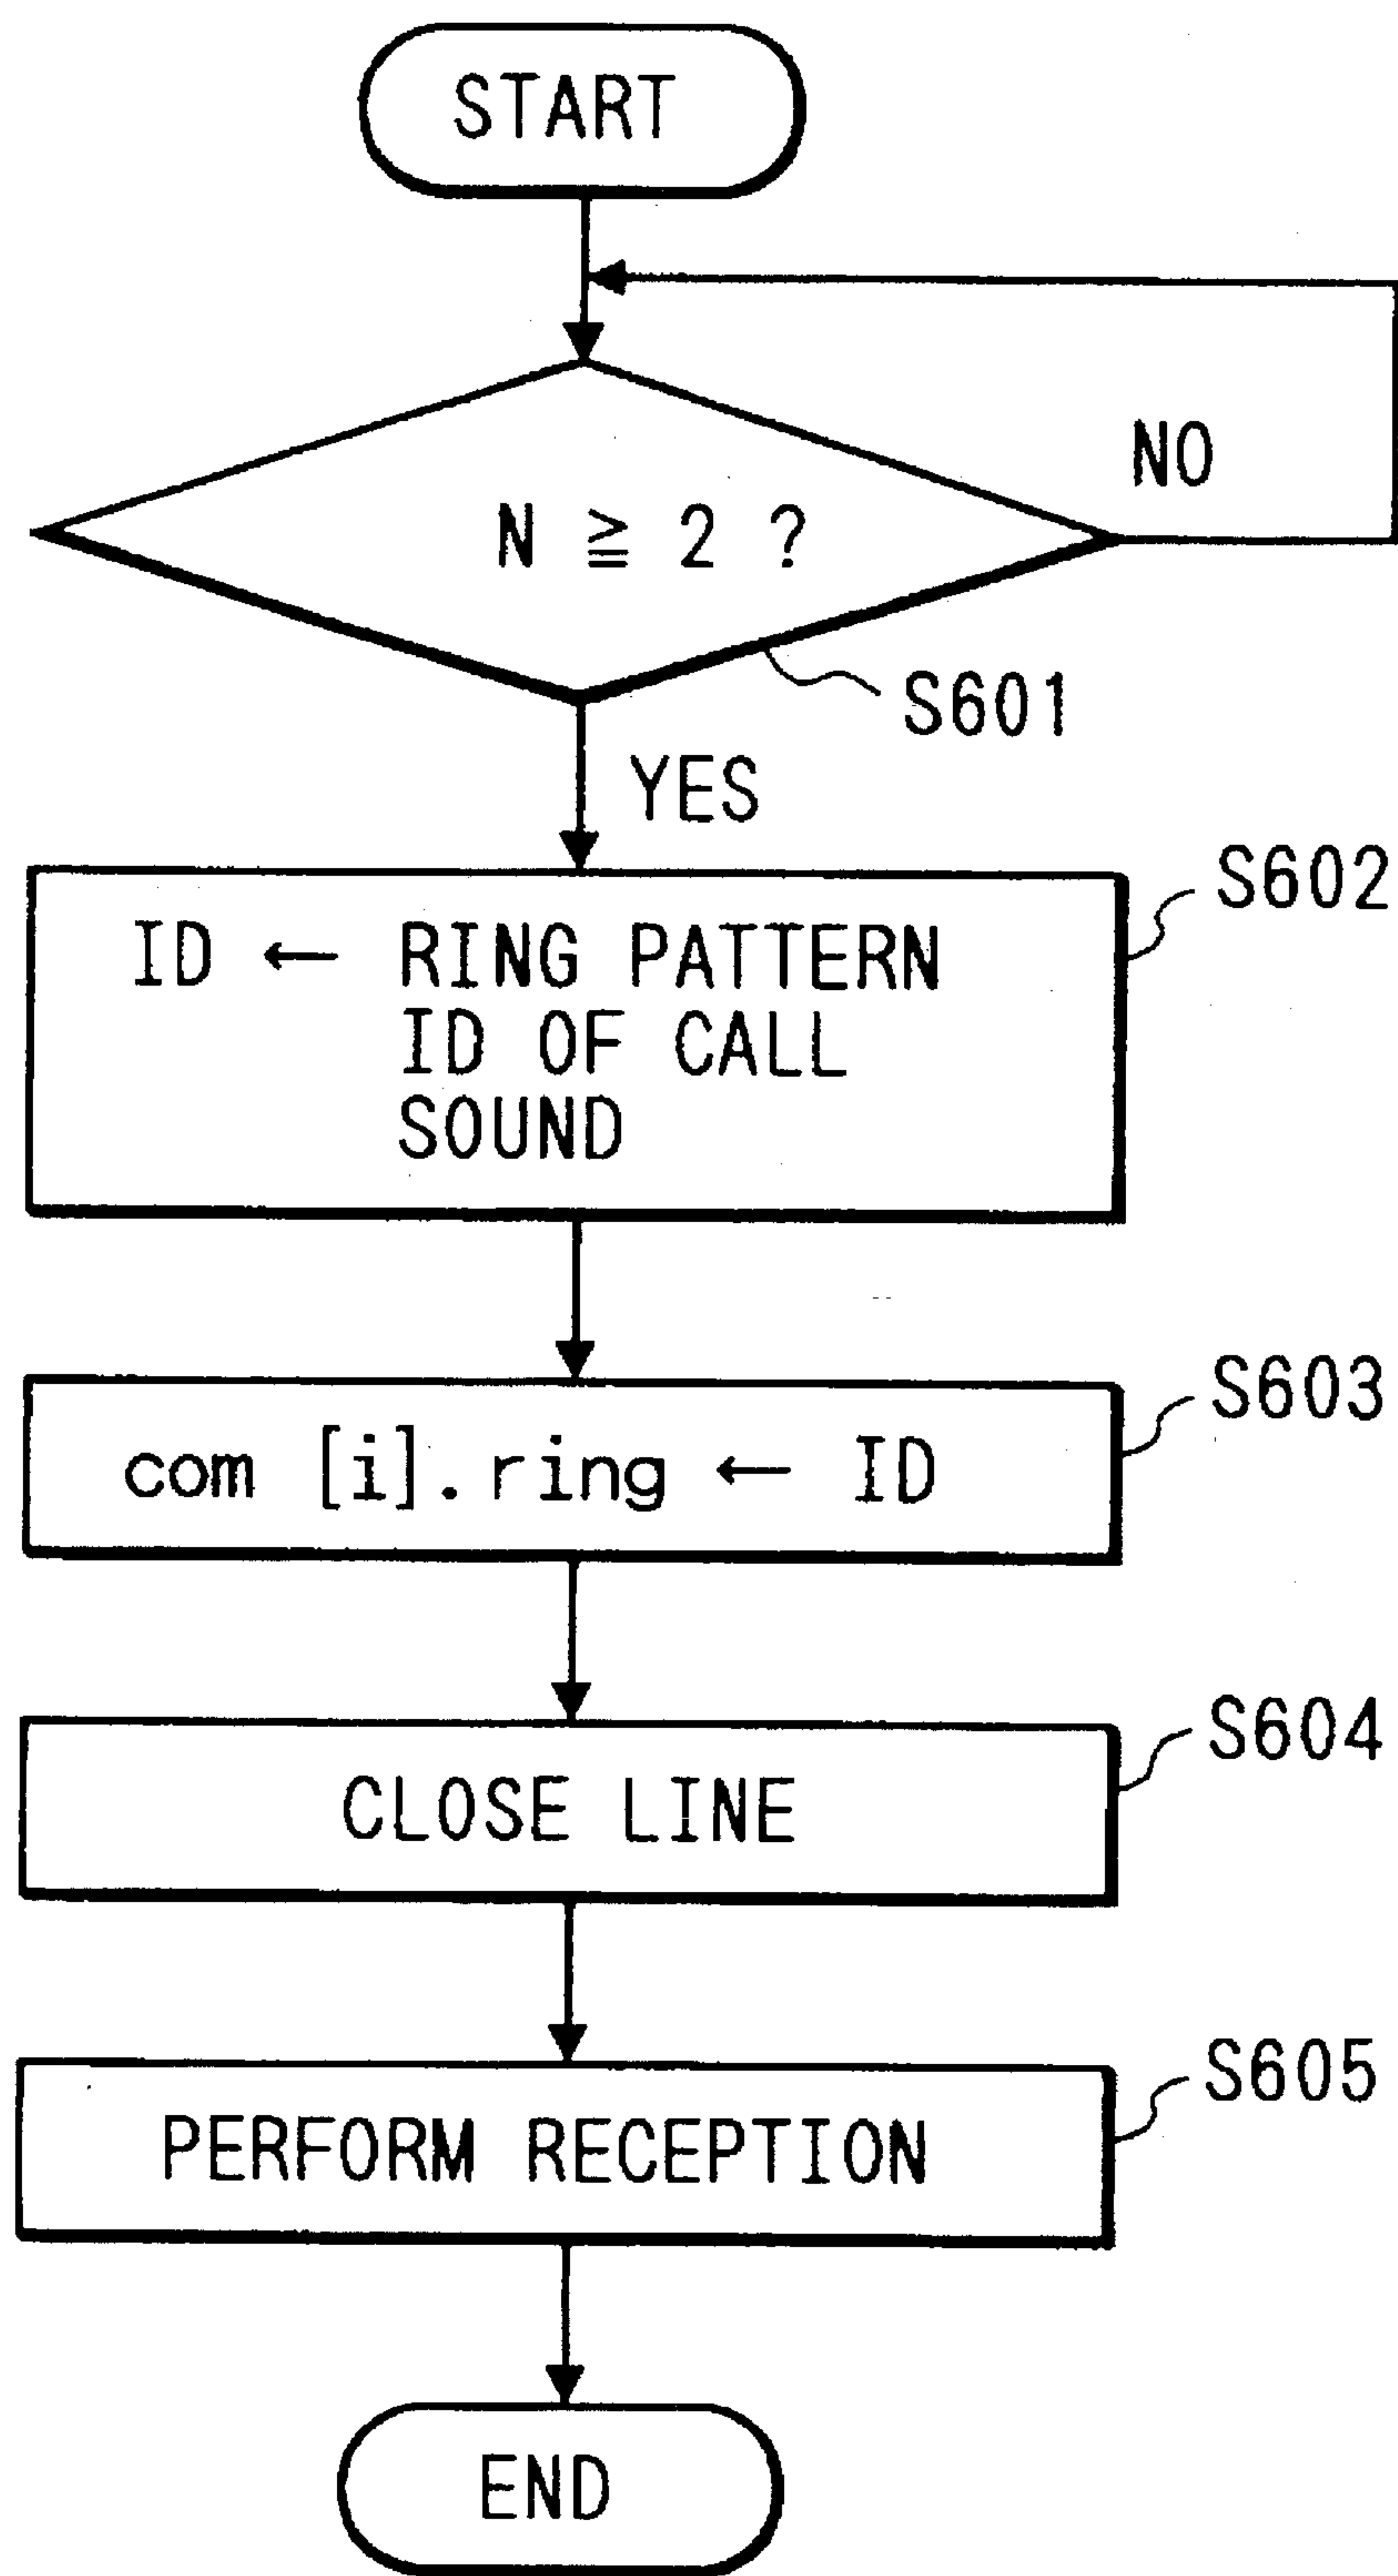 START
NO
N ≧ 2 ?
S601
YES
S602
ID ← RING PATTERN
ID OF CALL
SOUND
S603
com [i].ring ← ID
S604
CLOSE LINE
S605
PERFORM RECEPTION
END